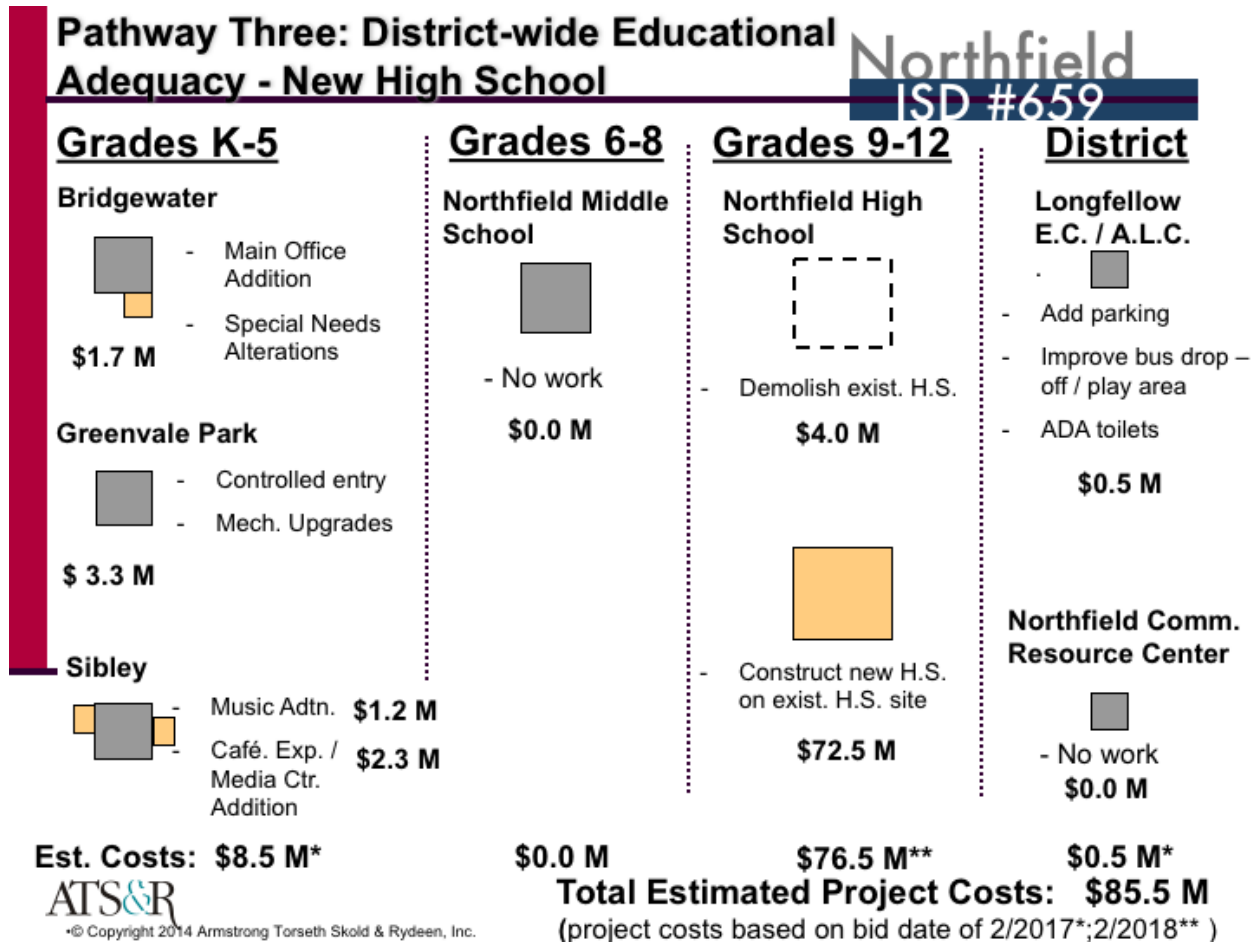 Pathway Three: District-wide Educational
Adequacy - New High School
Northfield
ISD #659
Grades K-5
Bridgewater
- Main Office
Addition
- Special Needs
Alterations
$1.7 M
Greenvale Park
- Controlled entry
- Mech. Upgrades
$ 3.3 M
Sibley
- Music Adtn. $1.2 M
- Café. Exp. / $2.3 M
Media Ctr.
Addition
Grades 6-8
Northfield Middle
School
- No work
$0.0 M
Grades 9-12
Northfield High
School
- Demolish exist. H.S.
$4.0 M
- Construct new H.S.
on exist. H.S. site
$72.5 M
District
Longfellow
E.C. / A.L.C.
.
- Add parking
- Improve bus drop –
off / play area
- ADA toilets
$0.5 M
Northfield Comm.
Resource Center
- No work
$0.0 M
Est. Costs: $8.5 M* $0.0 M $76.5 M** $0.5 M*
Total Estimated Project Costs: $85.5 M
(project costs based on bid date of 2/2017*;2/2018** )
ATS&R
•© Copyright 2014 Armstrong Torseth Skold & Rydeen, Inc.